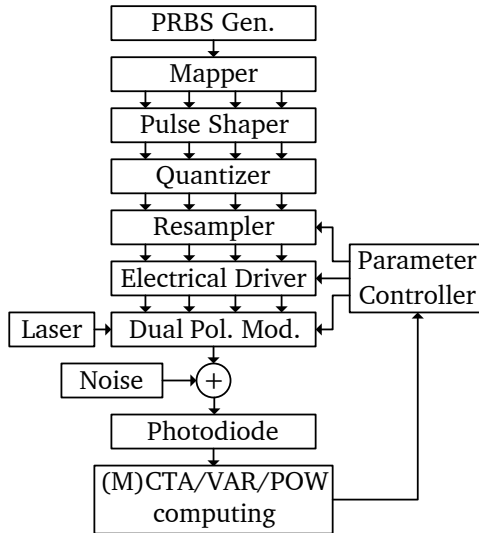 PRBS Gen.
Mapper
Pulse Shaper
Quantizer
Resampler
Electrical Driver
Parameter
Controller
Laser
Dual Pol. Mod.
Noise
+
Photodiode
(M)CTA/VAR/POW
computing